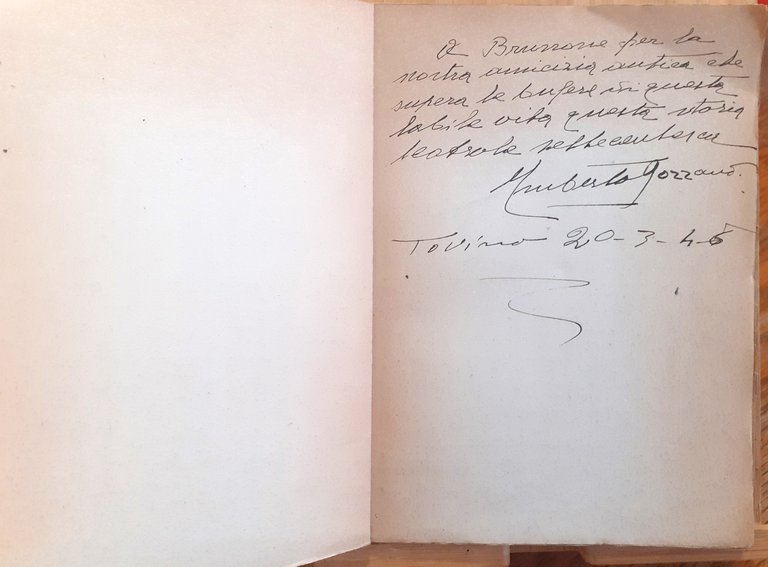 A Brunone per la
nostra amicizia antica che
supera le bufere in questa
labile vita questa storia
teatrale settecentesca
Umberto Gozzano.
Torino 20-3-46